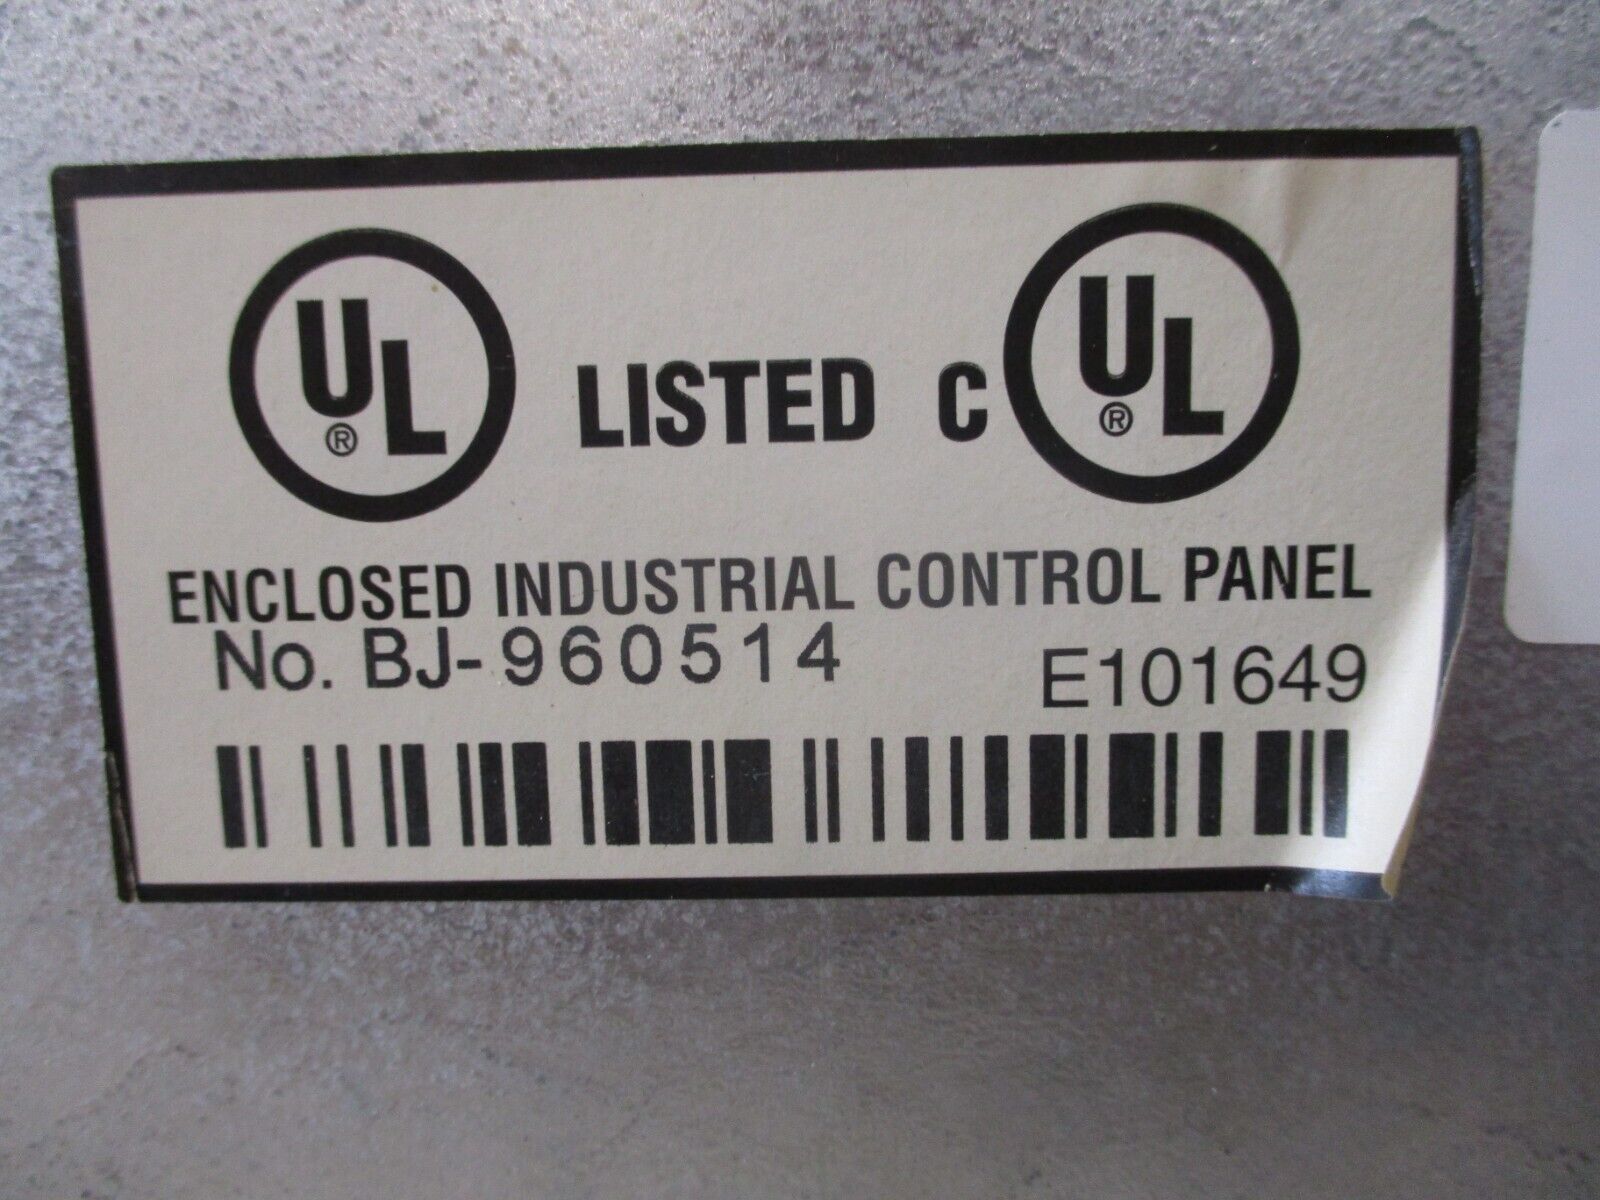 UL® LISTED C UL®
ENCLOSED INDUSTRIAL CONTROL PANEL
No. BJ-960514 E101649